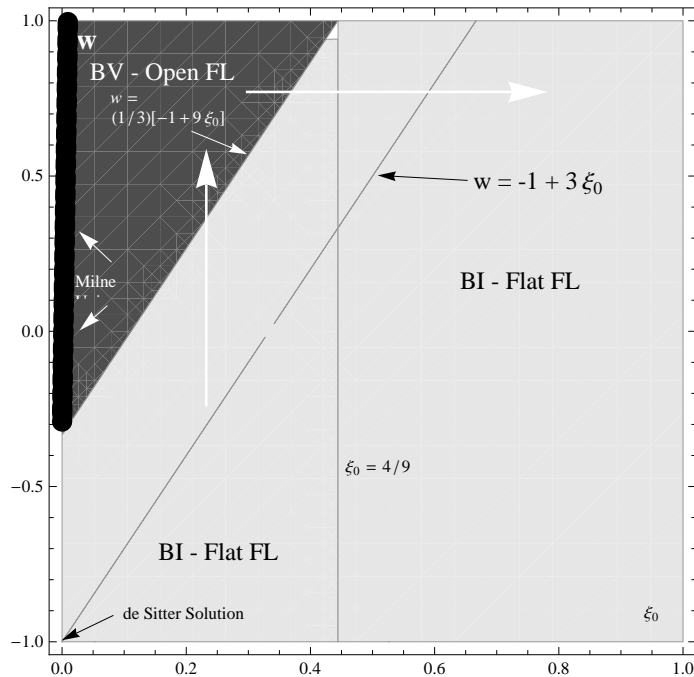 1.0
w
BV - Open FL
w =
(1/3)[-1+9 ξ₀]
0.5
w = -1 + 3 ξ₀
Milne
BI - Flat FL
0.0
ξ₀ = 4/9
-0.5
BI - Flat FL
de Sitter Solution
ξ₀
-1.0
0.0 0.2 0.4 0.6 0.8 1.0